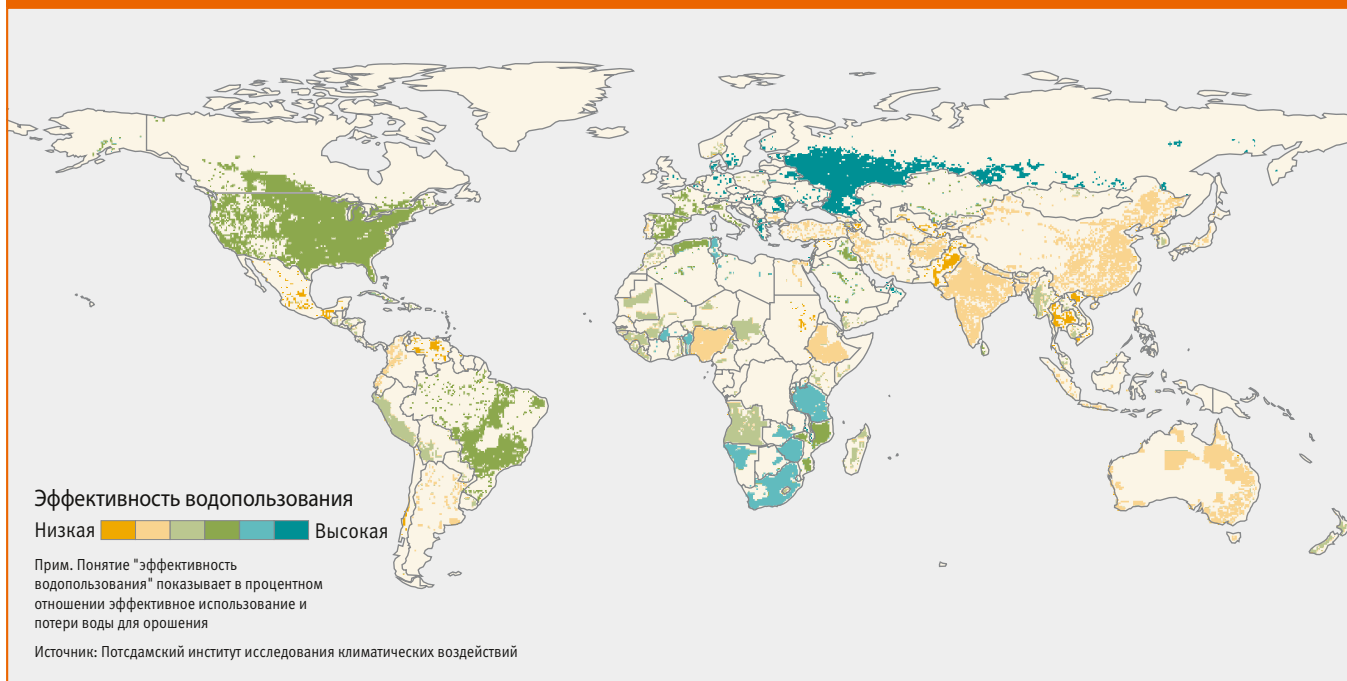 Эффективность водопользования
Низкая Высокая
Прим. Понятие "эффективность
водопользования" показывает в процентном
отношении эффективное использование и
потери воды для орошения
Источник: Потсдамский институт исследования климатических воздействий